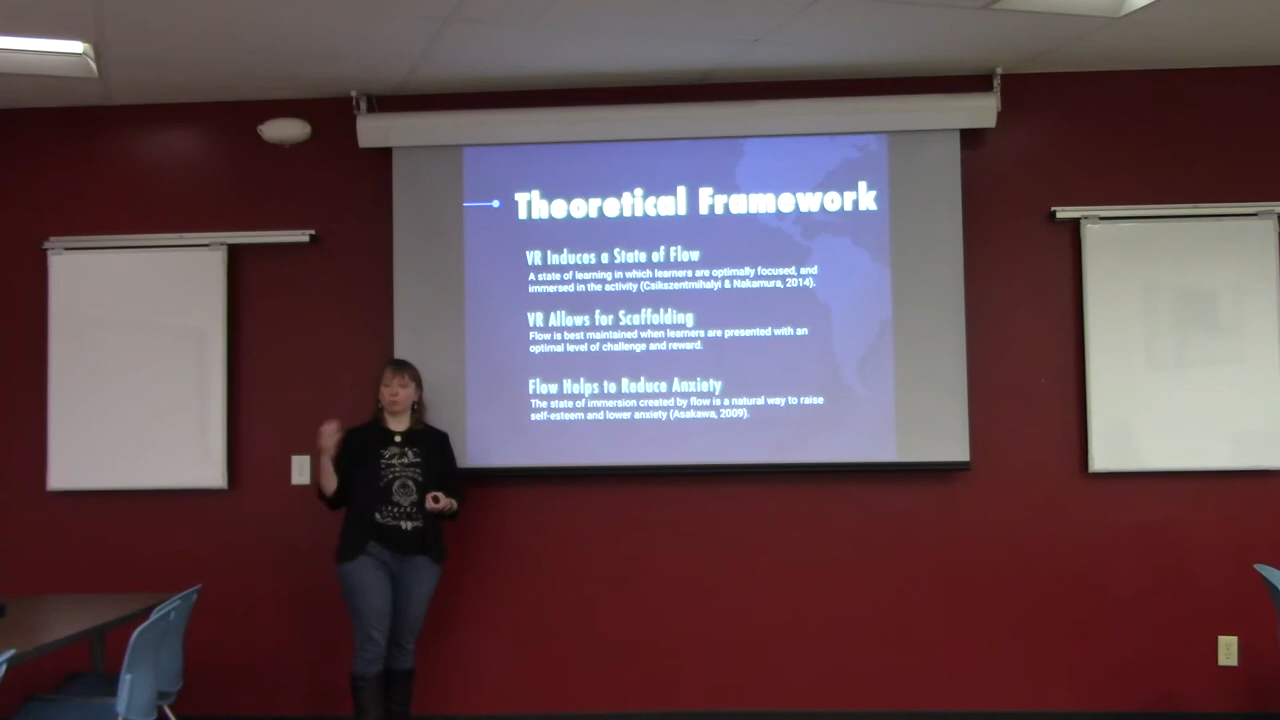 Theoretical Framework
VR Induces a State of Flow
A state of learning in which learners are optimally focused, and
immersed in the activity (Csikszentmihalyi & Nakamura, 2014).
VR Allows for Scaffolding
Flow is best maintained when learners are presented with an
optimal level of challenge and reward.
Flow Helps to Reduce Anxiety
The state of immersion created by flow is a natural way to raise
self-esteem and lower anxiety (Asakawa, 2009).